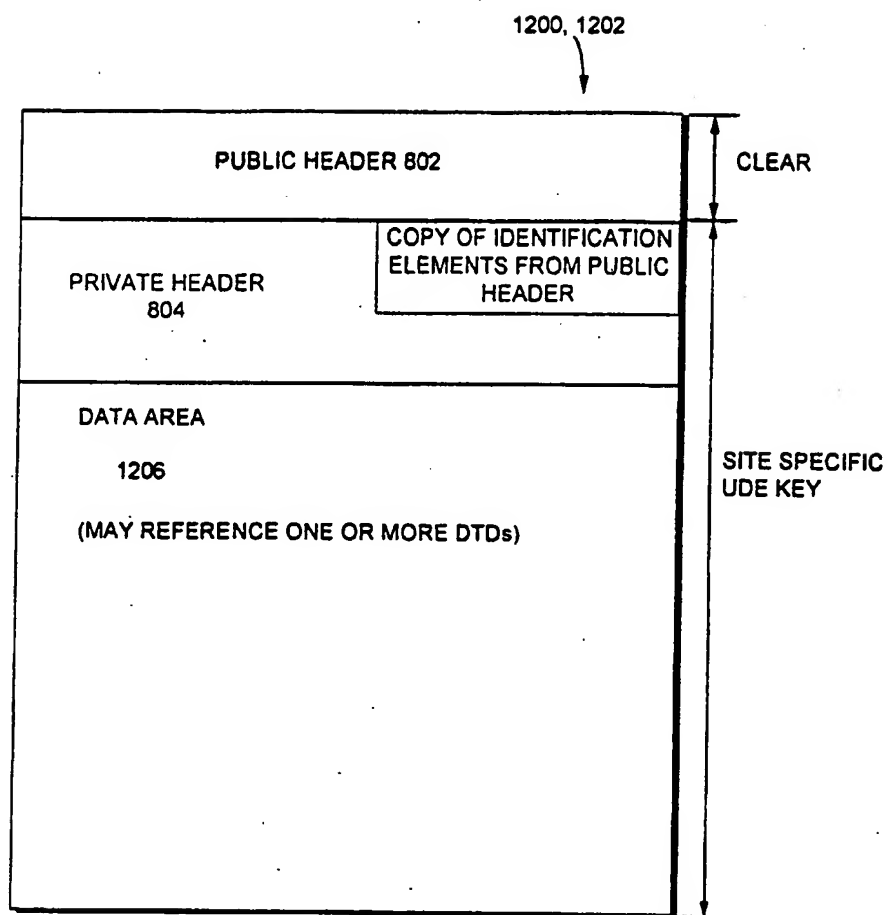 1200, 1202
PUBLIC HEADER 802
CLEAR
COPY OF IDENTIFICATION
ELEMENTS FROM PUBLIC
HEADER
PRIVATE HEADER
804
DATA AREA
1206
(MAY REFERENCE ONE OR MORE DTDs)
SITE SPECIFIC
UDE KEY